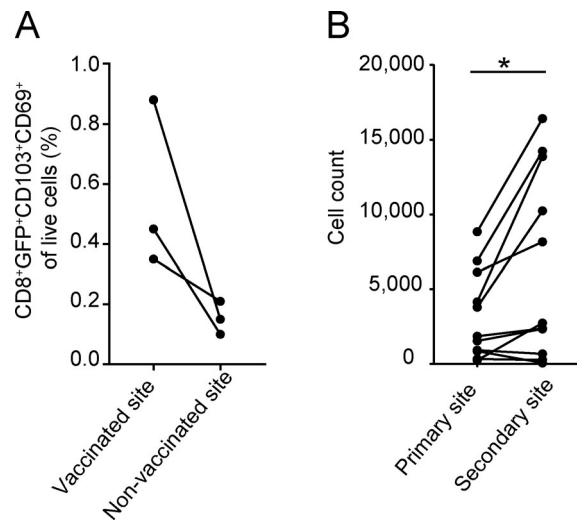 A
CD8⁺GFP⁺CD103⁺CD69⁺
of live cells (%)
1.0
0.8
0.6
0.4
0.2
0.0
Vaccinated site
Non-vaccinated site
B
*
Cell count
20,000
15,000
10,000
5,000
0
Primary site
Secondary site